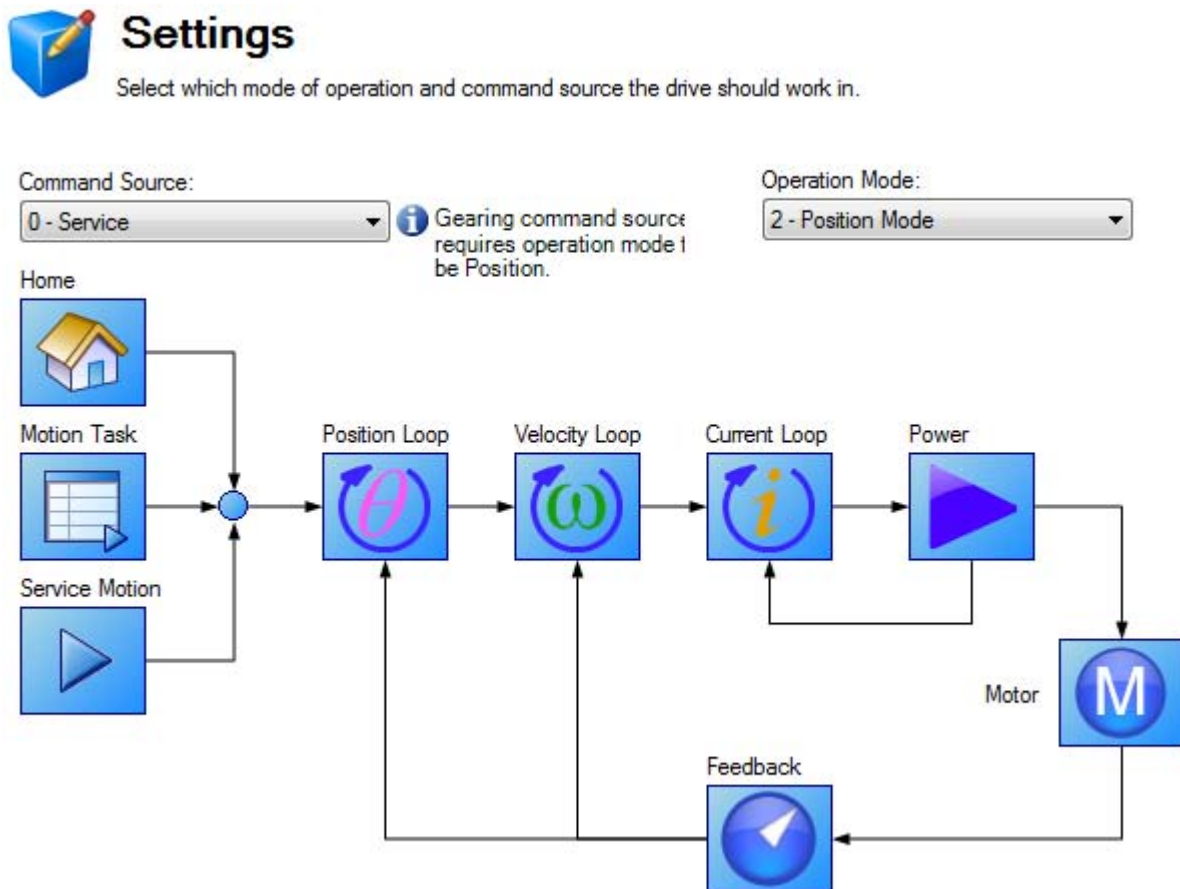 Settings
Select which mode of operation and command source the drive should work in.
Command Source:
Operation Mode:
0 - Service
Gearing command source
requires operation mode
be Position.
2 - Position Mode
Home
Motion Task
Position Loop
Velocity Loop
Current Loop
Power
θ
ω
i
Service Motion
Motor
M
Feedback